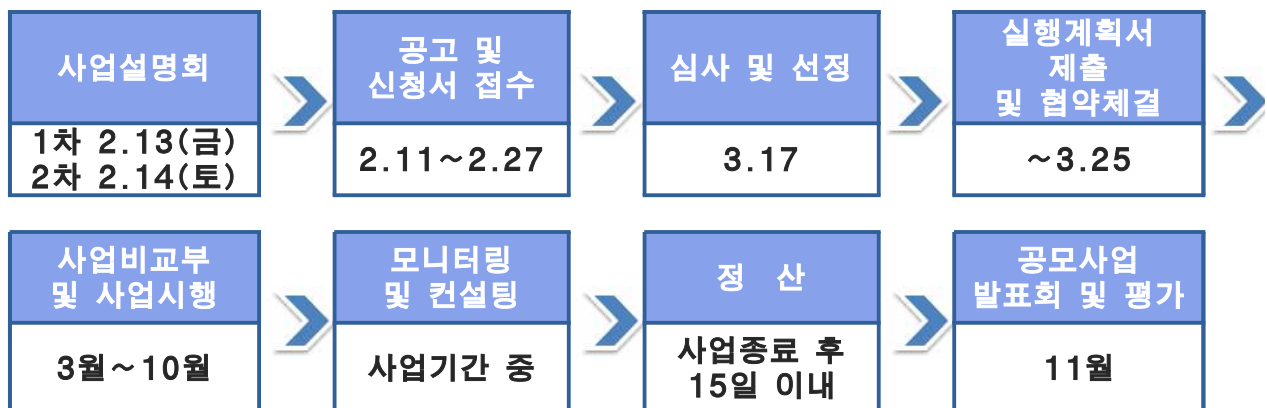 사업설명회
1차 2.13(금)
2차 2.14(토)
공고 및
신청서 접수
2.11~2.27
심사 및 선정
3.17
실행계획서
제출
및 협약체결
~3.25
사업비교부
및 사업시행
3월~10월
모니터링
및 컨설팅
사업기간 중
정 산
사업종료 후
15일 이내
공모사업
발표회 및 평가
11월